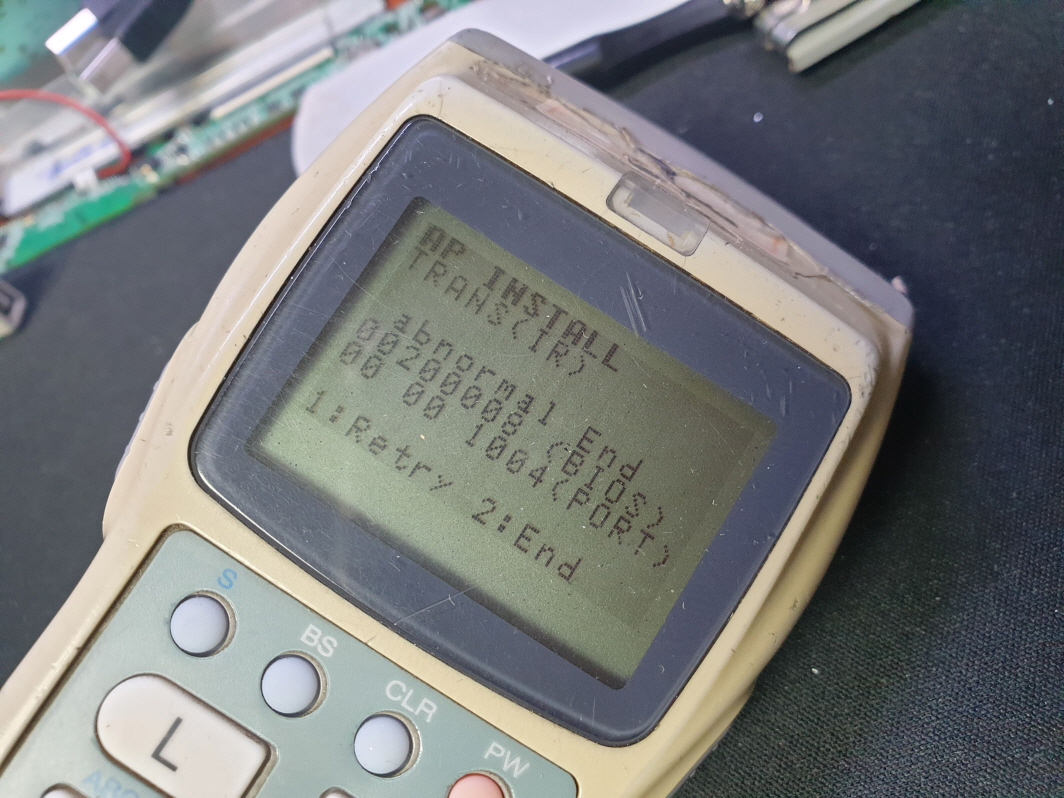 AP INSTALL
TRANS(IR)
abnormal End
00200008 (BIOS)
00 00 1004(PORT)
1:Retry 2:End
S
BS
CLR
PW
L
ABC